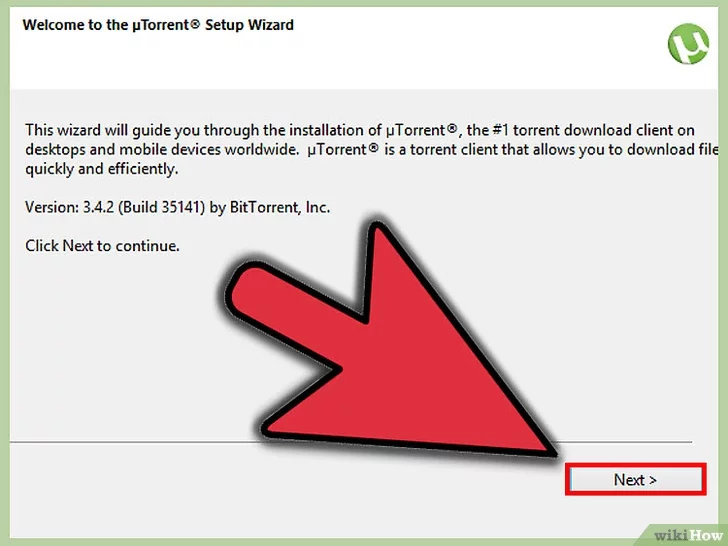 Welcome to the µTorrent® Setup Wizard
µ
This wizard will guide you through the installation of µTorrent®, the #1 torrent download client on
desktops and mobile devices worldwide. µTorrent® is a torrent client that allows you to download file
quickly and efficiently.
Version: 3.4.2 (Build 35141) by BitTorrent, Inc.
Click Next to continue.
Next >
wikiHow